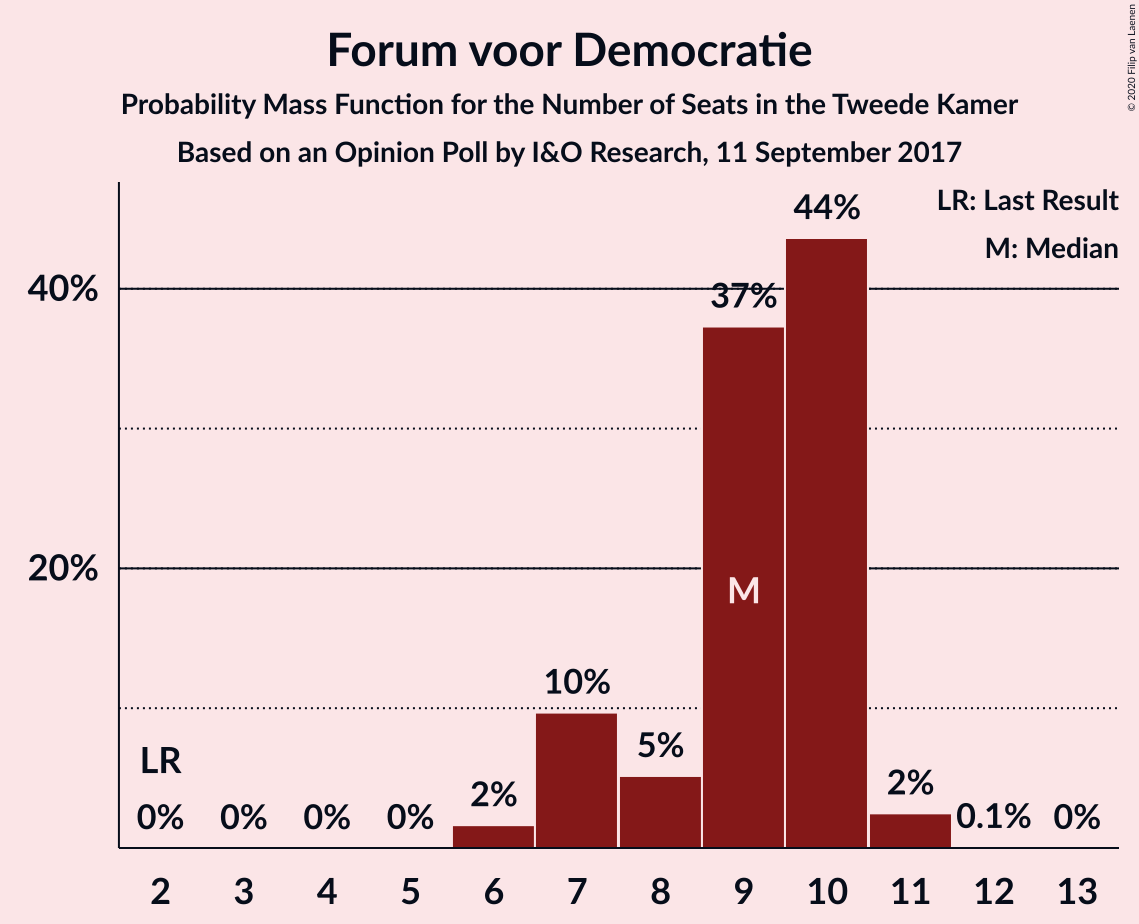 Forum voor Democratie
Probability Mass Function for the Number of Seats in the Tweede Kamer
Based on an Opinion Poll by I&O Research, 11 September 2017
© 2020 Filip van Laenen
LR: Last Result
M: Median
44%
40%
37%
20%
M
10%
5%
LR
2%
2%
0% 0% 0% 0% 0.1% 0%
2 3 4 5 6 7 8 9 10 11 12 13